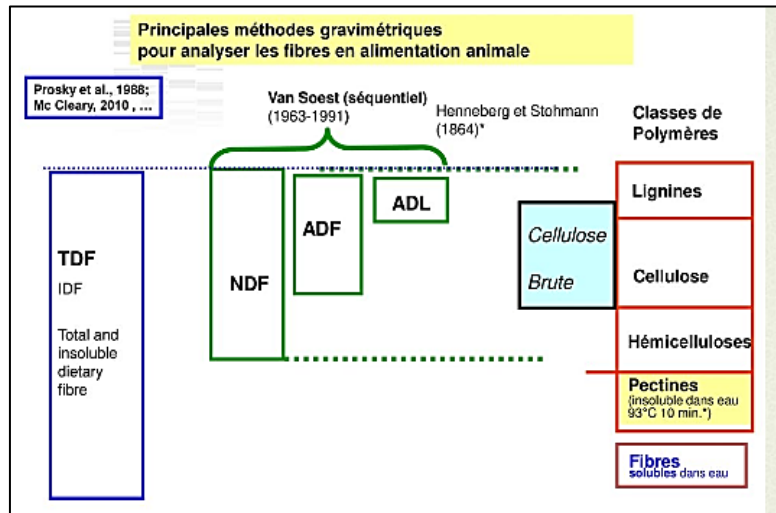 Principales méthodes gravimétriques
pour analyser les fibres en alimentation animale
Prosky et al., 1988;
Mc Cleary, 2010 , ...
Van Soest (séquentiel)
(1963-1991)
Henneberg et Stohmann
(1864)*
Classes de
Polymères
TDF
IDF
Total and
insoluble
dietary
fibre
NDF
ADF
ADL
Cellulose
Brute
Lignines
Cellulose
Hémicelluloses
Pectines
(insoluble dans eau
93°C 10 min.*)
Fibres
solubles dans eau